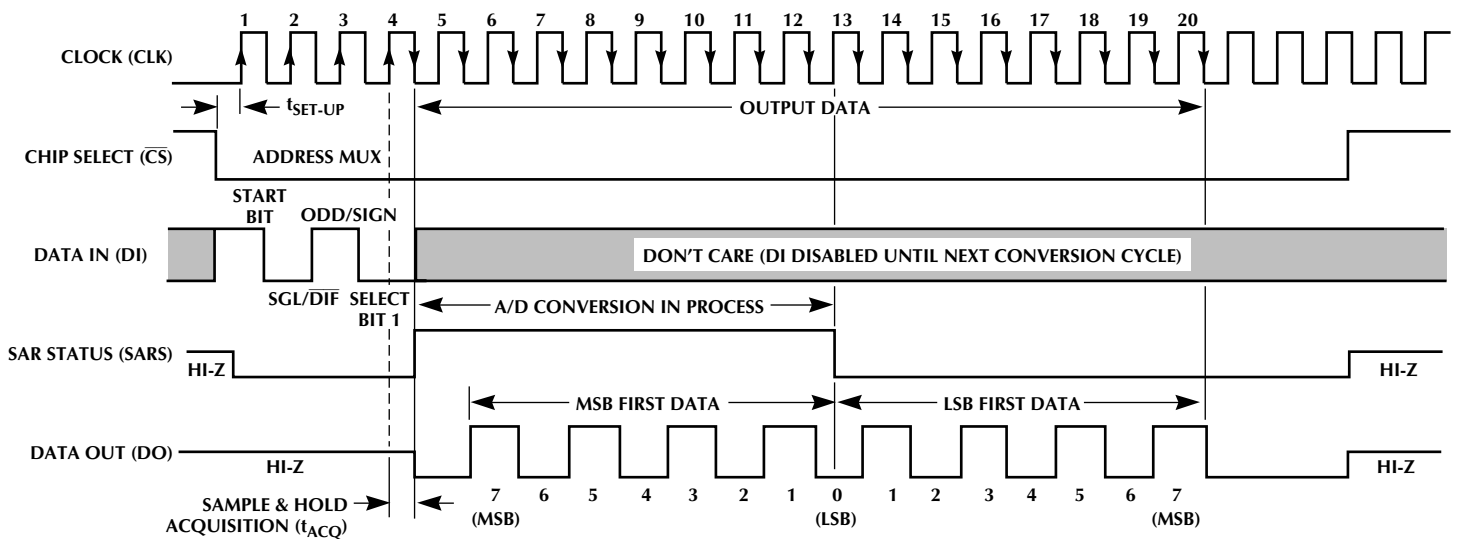 1 2 3 4 5 6 7 8 9 10 11 12 13 14 15 16 17 18 19 20
CLOCK (CLK)
tSET-UP
OUTPUT DATA
CHIP SELECT (CS)
ADDRESS MUX
START
BIT
ODD/SIGN
DATA IN (DI)
DON'T CARE (DI DISABLED UNTIL NEXT CONVERSION CYCLE)
SGL/DIF
SELECT
BIT 1
A/D CONVERSION IN PROCESS
SAR STATUS (SARS)
HI-Z
HI-Z
MSB FIRST DATA
LSB FIRST DATA
DATA OUT (DO)
HI-Z
HI-Z
7 6 5 4 3 2 1 0 1 2 3 4 5 6 7
(MSB) (LSB) (MSB)
SAMPLE & HOLD
ACQUISITION (tACQ)